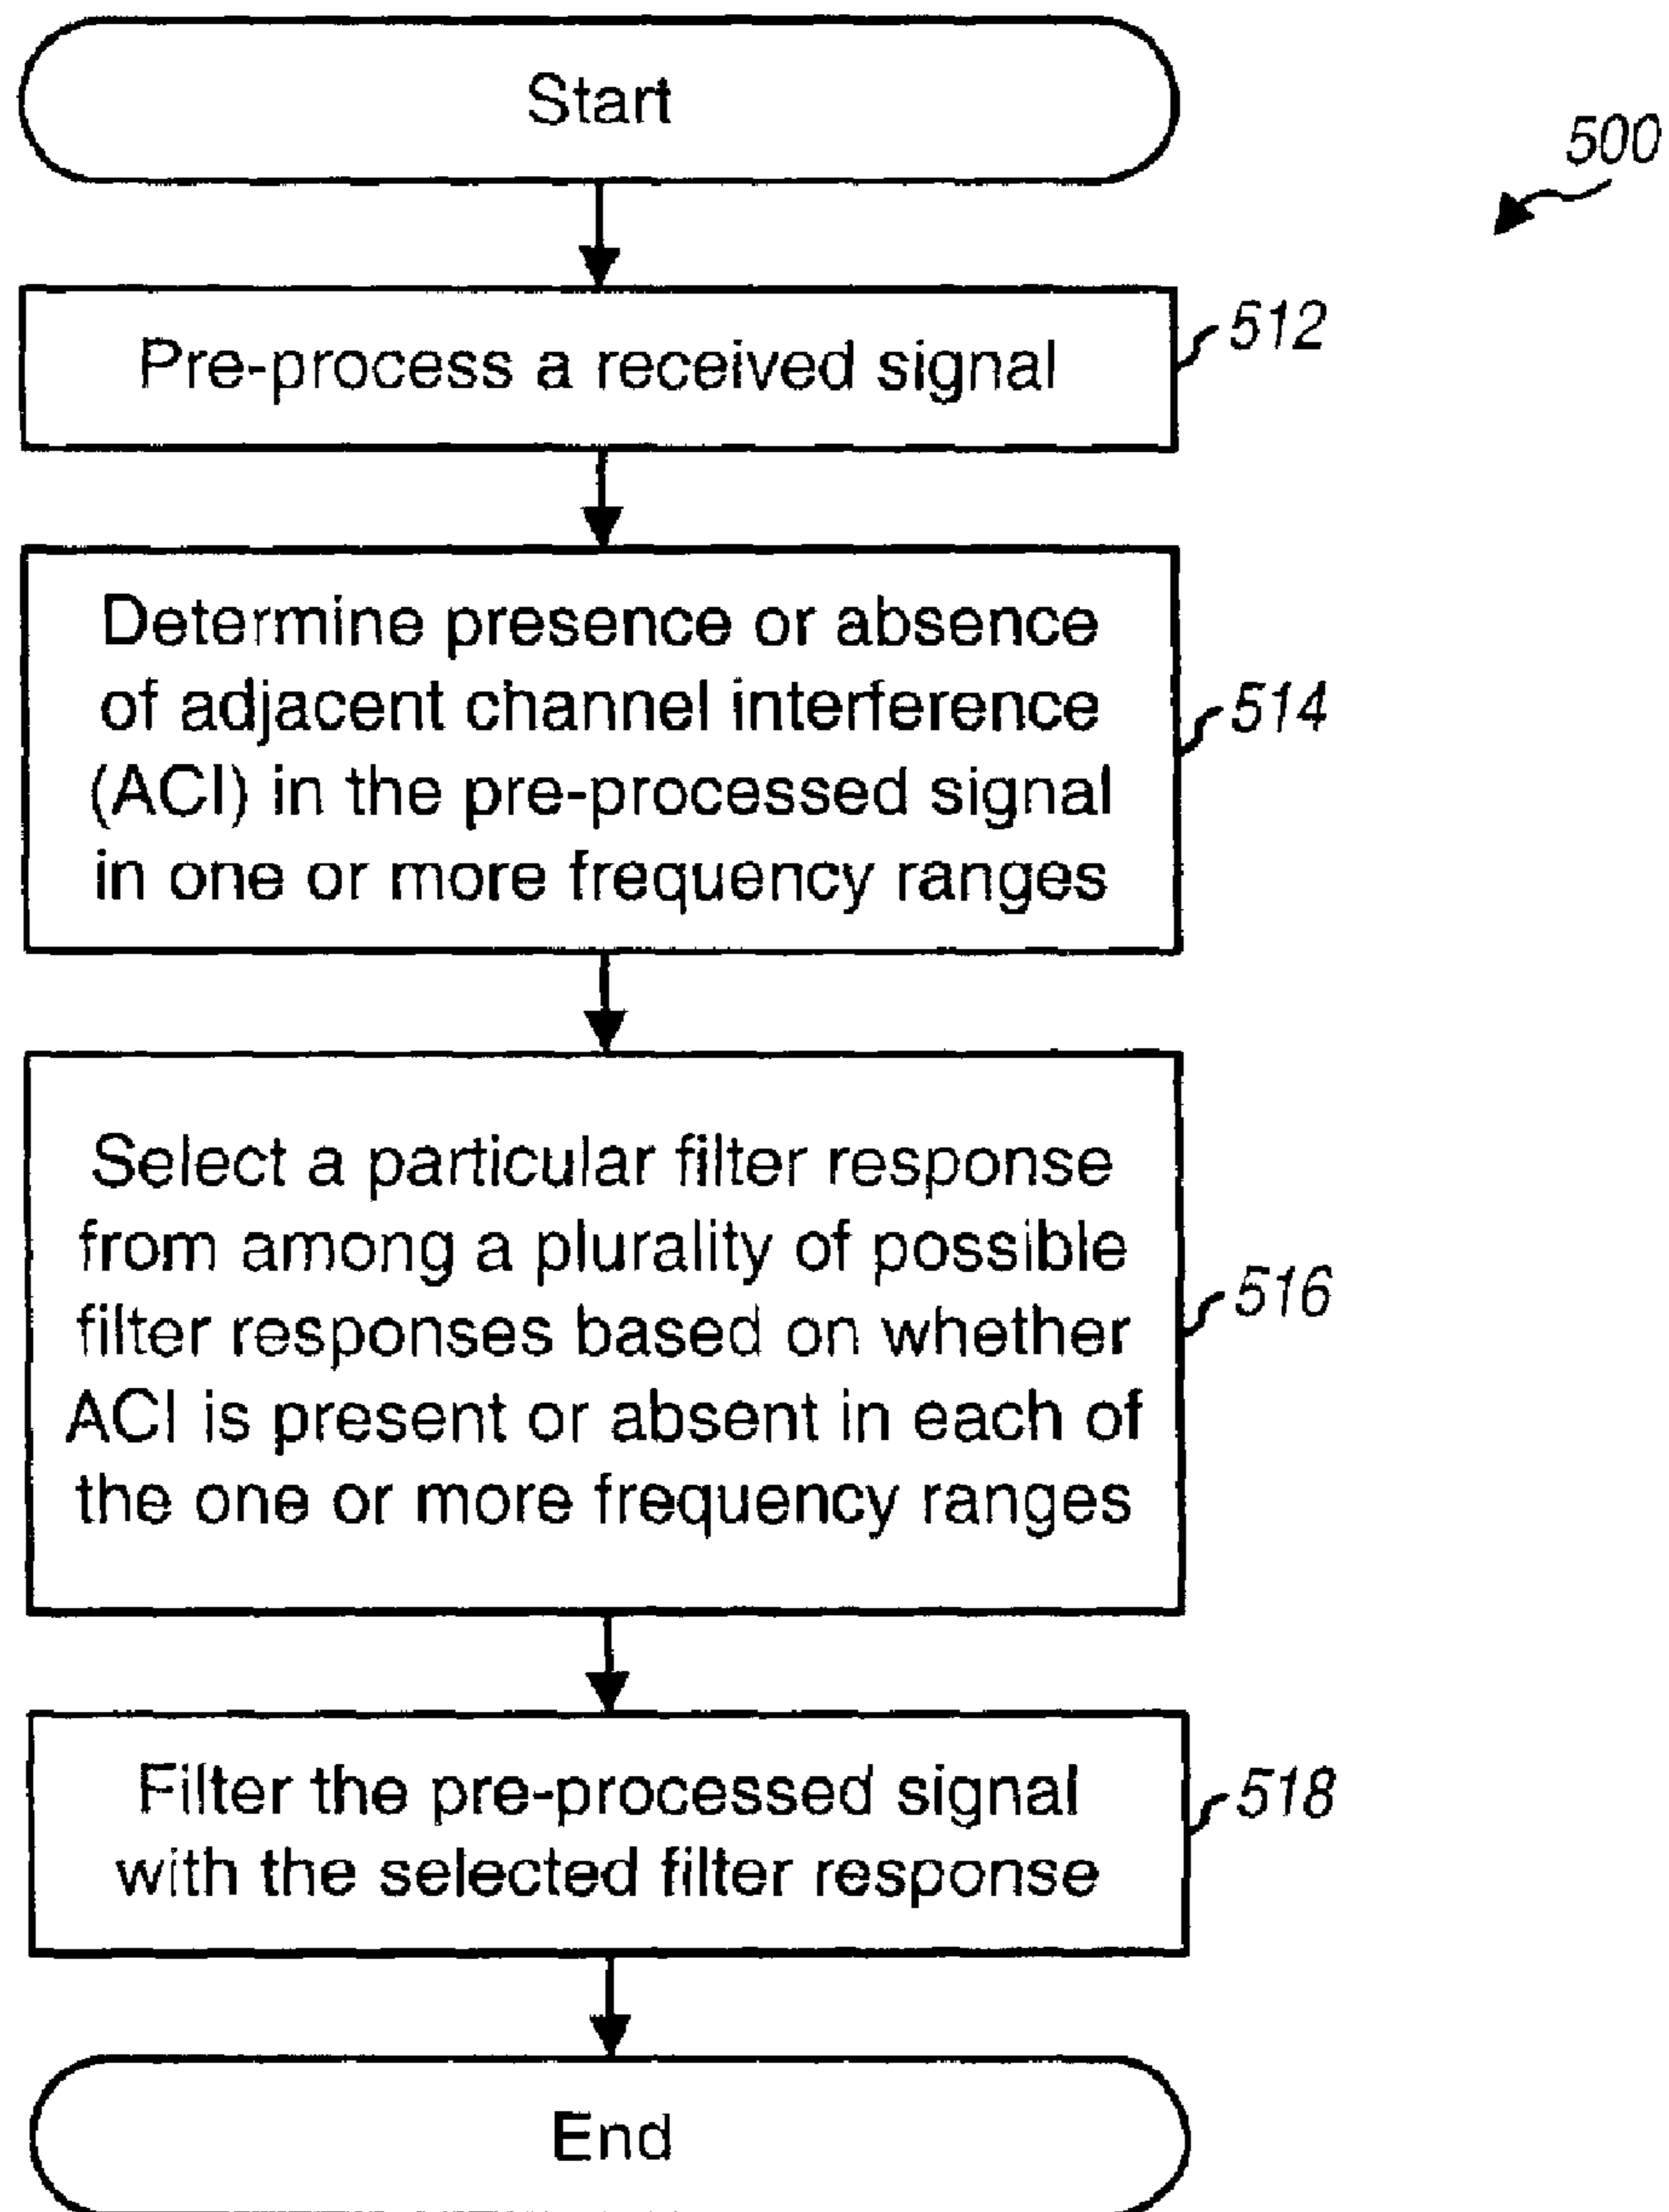 Start
500
Pre-process a received signal
512
Determine presence or absence
of adjacent channel interference
(ACI) in the pre-processed signal
in one or more frequency ranges
514
Select a particular filter response
from among a plurality of possible
filter responses based on whether
ACI is present or absent in each of
the one or more frequency ranges
516
Filter the pre-processed signal
with the selected filter response
518
End